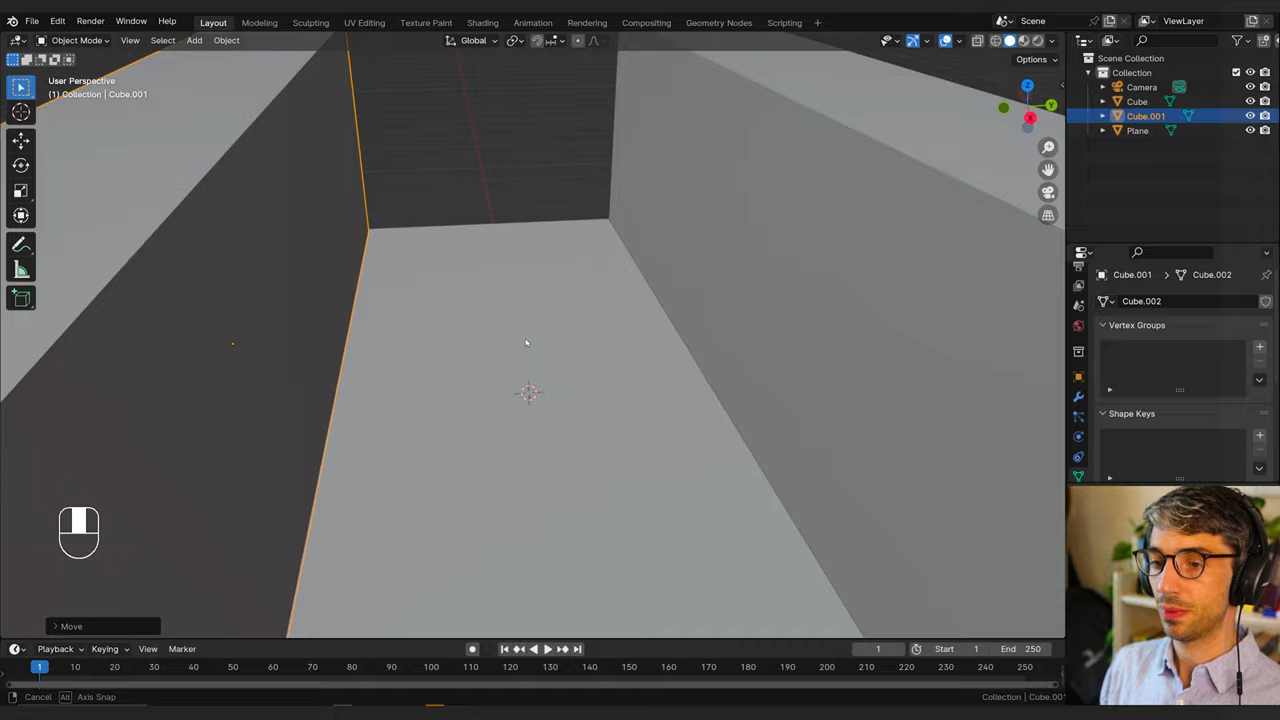 File Edit Render Window Help Layout Modeling Sculpting UV Editing Texture Paint Shading Animation Rendering Compositing Geometry Nodes Scripting + Scene ViewLayer
Object Mode View Select Add Object Global
Options
User Perspective
(1) Collection | Cube.001
Z
Y
X
Scene Collection
Collection
Camera
Cube
Cube.001
Plane
Cube.001 > Cube.002
Cube.002
Vertex Groups
Shape Keys
Move
Playback Keying View Marker 1 Start 1 End 250
1 10 20 30 40 50 60 70 80 90 100 110 120 130 140 150 160 170 180 190 200 210 220 230 240 250
Cancel Alt Axis Snap Collection | Cube.001